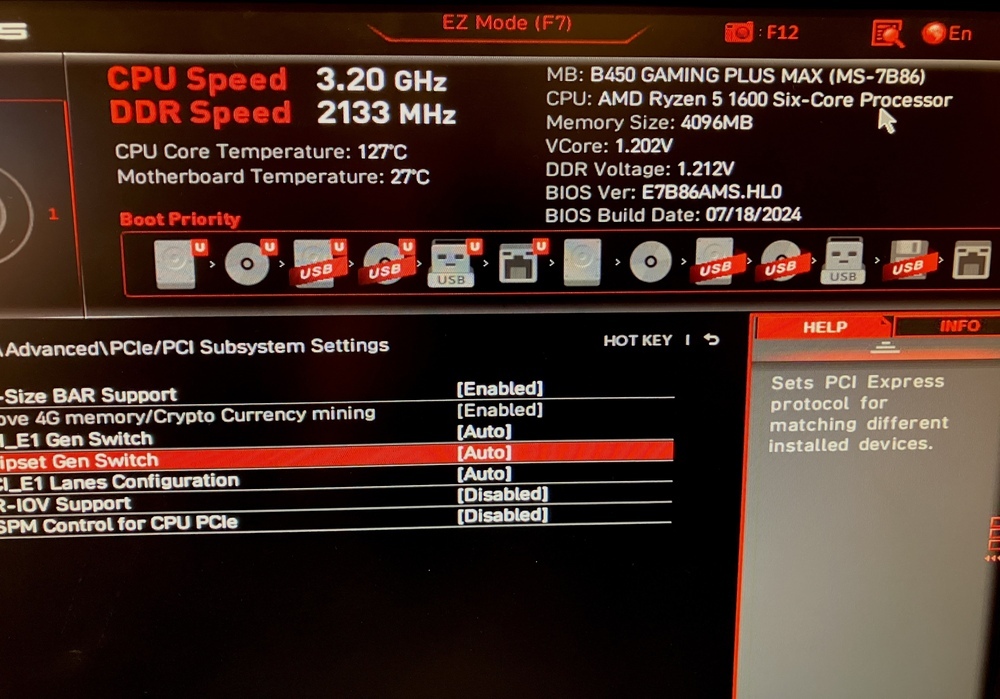 S
EZ Mode (F7)
: F12
En
CPU Speed 3.20 GHz
DDR Speed 2133 MHz
MB: B450 GAMING PLUS MAX (MS-7B86)
CPU: AMD Ryzen 5 1600 Six-Core Processor
Memory Size: 4096MB
VCore: 1.202V
DDR Voltage: 1.212V
BIOS Ver: E7B86AMS.HL0
BIOS Build Date: 07/18/2024
CPU Core Temperature: 127°C
Motherboard Temperature: 27°C
1
Boot Priority
U U U U U U
USB USB USB USB USB USB USB
\Advanced\PCIe/PCI Subsystem Settings
HOT KEY |
-Size BAR Support [Enabled]
ove 4G memory/Crypto Currency mining [Enabled]
I_E1 Gen Switch [Auto]
ipset Gen Switch [Auto]
CI_E1 Lanes Configuration [Auto]
R-IOV Support [Disabled]
SPM Control for CPU PCIe [Disabled]
HELP
INFO
Sets PCI Express
protocol for
matching different
installed devices.